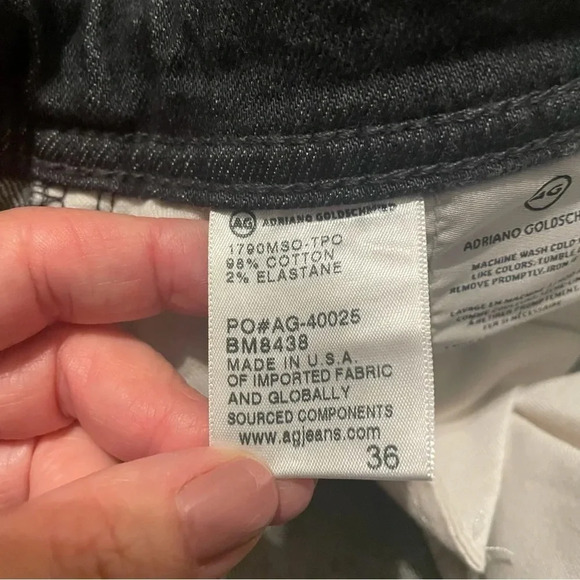 AG ADRIANO GOLDSCHMIED
1790MSO-TPO
98% COTTON
2% ELASTANE
PO#AG-40025
BM8438
MADE IN U.S.A.
OF IMPORTED FABRIC
AND GLOBALLY
SOURCED COMPONENTS
www.agjeans.com
36
AG
ADRIANO GOLDSCH
MACHINE WASH COLD
LIKE COLORS. TUMBLE
REMOVE PROMPTLY. IRON